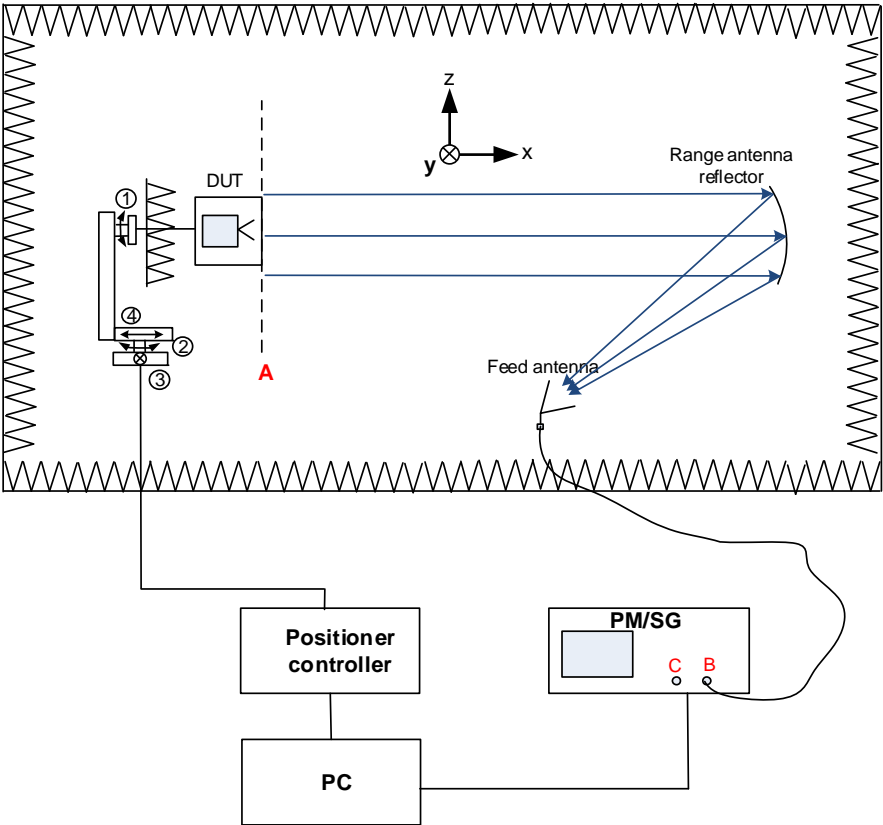 z
x
y
Range antenna
reflector
DUT
①
④
②
③
A
Feed antenna
Positioner
controller
PM/SG
C
B
PC